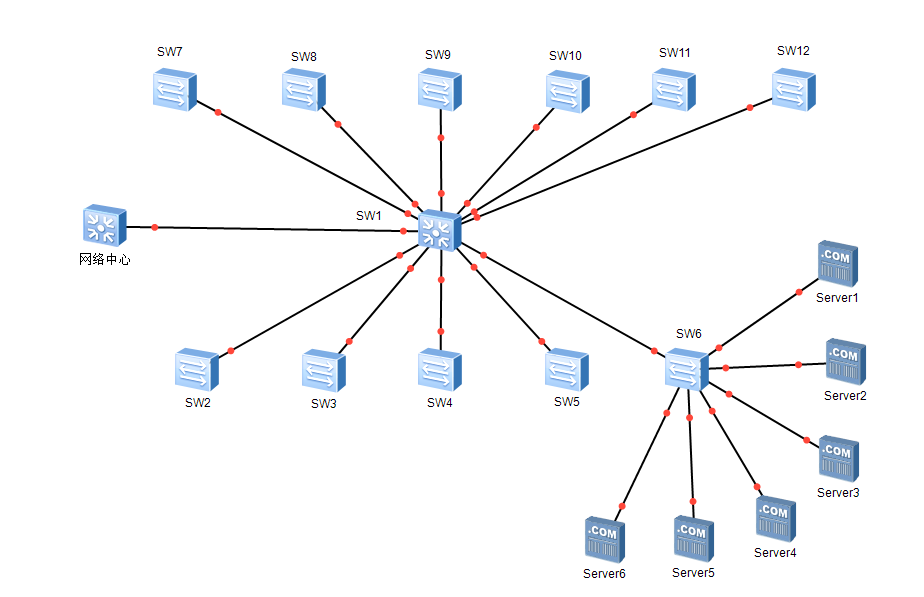 SW7
SW8
SW9
SW10
SW11
SW12
SW1
网络中心
.COM
Server1
SW6
.COM
Server2
SW2
SW3
SW4
SW5
.COM
Server3
.COM
Server4
.COM
Server5
.COM
Server6